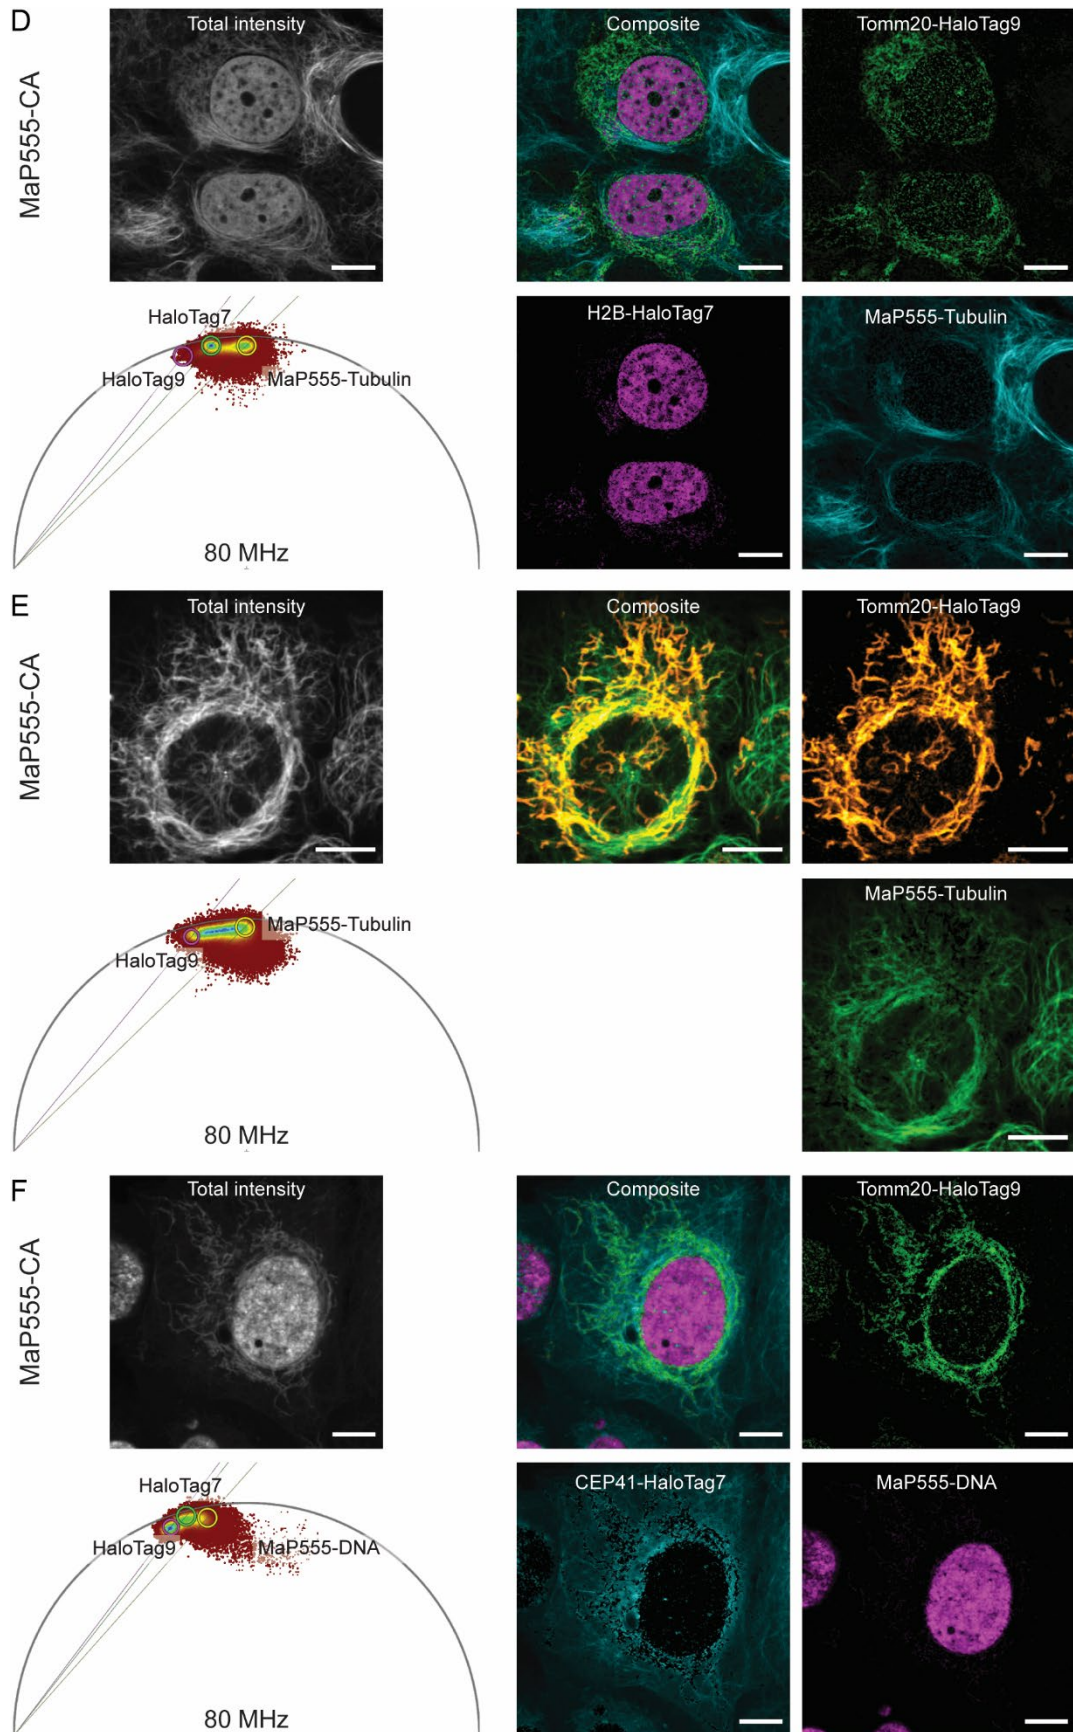 D
MaP555-CA
Total intensity
Composite
Tomm20-HaloTag9
HaloTag7
HaloTag9
MaP555-Tubulin
80 MHz
H2B-HaloTag7
MaP555-Tubulin
E
MaP555-CA
Total intensity
Composite
Tomm20-HaloTag9
MaP555-Tubulin
HaloTag9
80 MHz
MaP555-Tubulin
F
MaP555-CA
Total intensity
Composite
Tomm20-HaloTag9
HaloTag7
HaloTag9
MaP555-DNA
80 MHz
CEP41-HaloTag7
MaP555-DNA